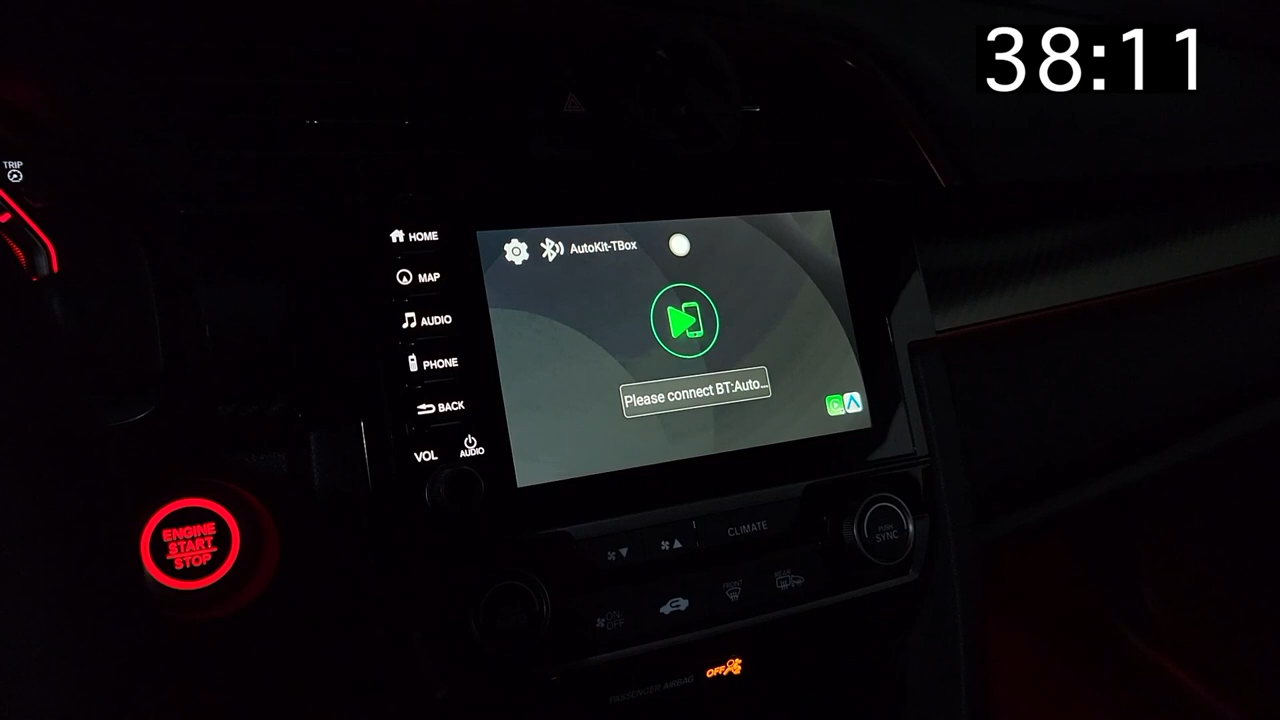 38:11
TRIP
HOME
MAP
AUDIO
PHONE
BACK
VOL
AUDIO
AutoKit-TBox
Please connect BT:Auto...
ENGINE
START
STOP
CLIMATE
PUSH
SYNC
FRONT
REAR
ON/
OFF
PASSENGER AIRBAG
OFF